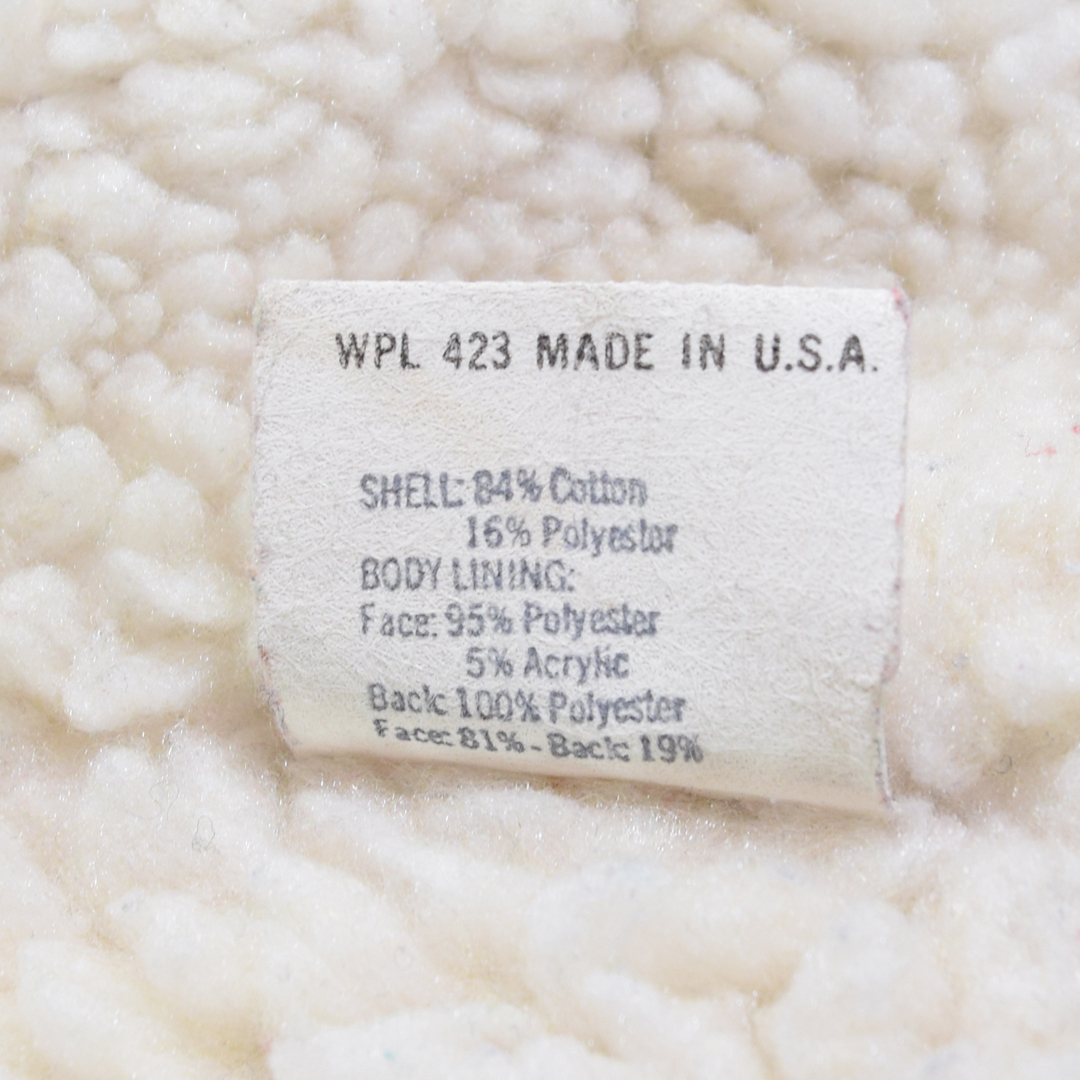 WPL 423 MADE IN U.S.A.
SHELL: 84% Cotton
16% Polyester
BODY LINING:
Face: 95% Polyester
5% Acrylic
Back: 100% Polyester
Face: 81% - Back: 19%